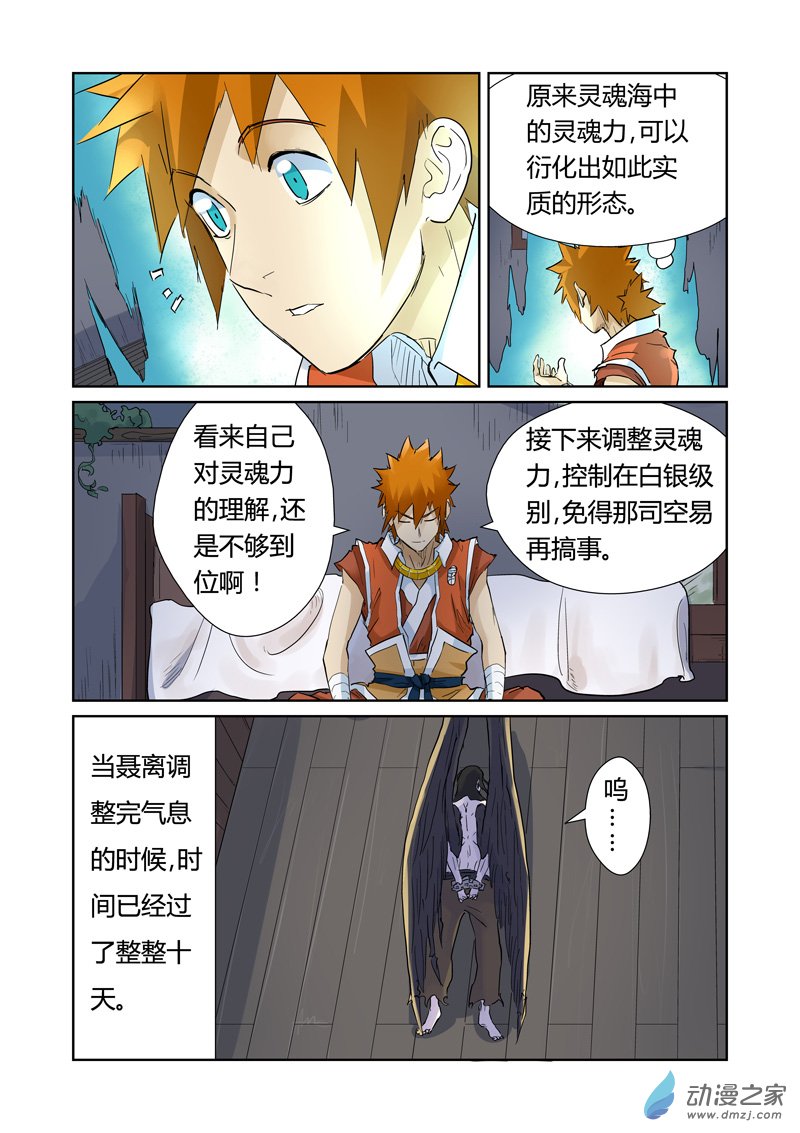 原来灵魂海中
的灵魂力，可以
衍化出如此实
质的形态。
看来自己
对灵魂力
的理解，还
是不够到
位啊！
接下来调整灵魂
力，控制在白银级
别，免得那司空易
再搞事。
当聂离调
整完气息
的时候，时
间已经过
了整整十
天。
呜
……
动漫之家
www.dmzj.com